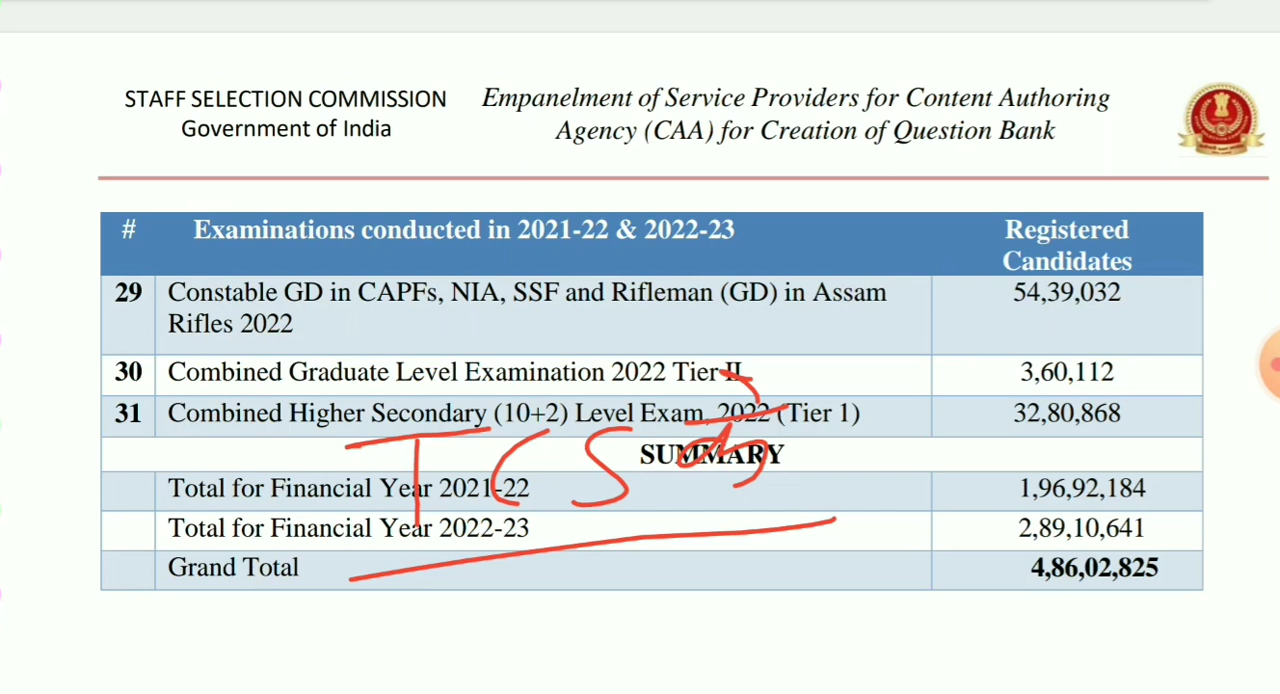 STAFF SELECTION COMMISSION
Government of India
Empanelment of Service Providers for Content Authoring
Agency (CAA) for Creation of Question Bank
# Examinations conducted in 2021-22 & 2022-23 Registered
Candidates
29 Constable GD in CAPFs, NIA, SSF and Rifleman (GD) in Assam 54,39,032
Rifles 2022
30 Combined Graduate Level Examination 2022 Tier II 3,60,112
31 Combined Higher Secondary (10+2) Level Exam, 2022 (Tier 1) 32,80,868
SUMMARY
TCS
Total for Financial Year 2021-22 1,96,92,184
Total for Financial Year 2022-23 2,89,10,641
Grand Total 4,86,02,825